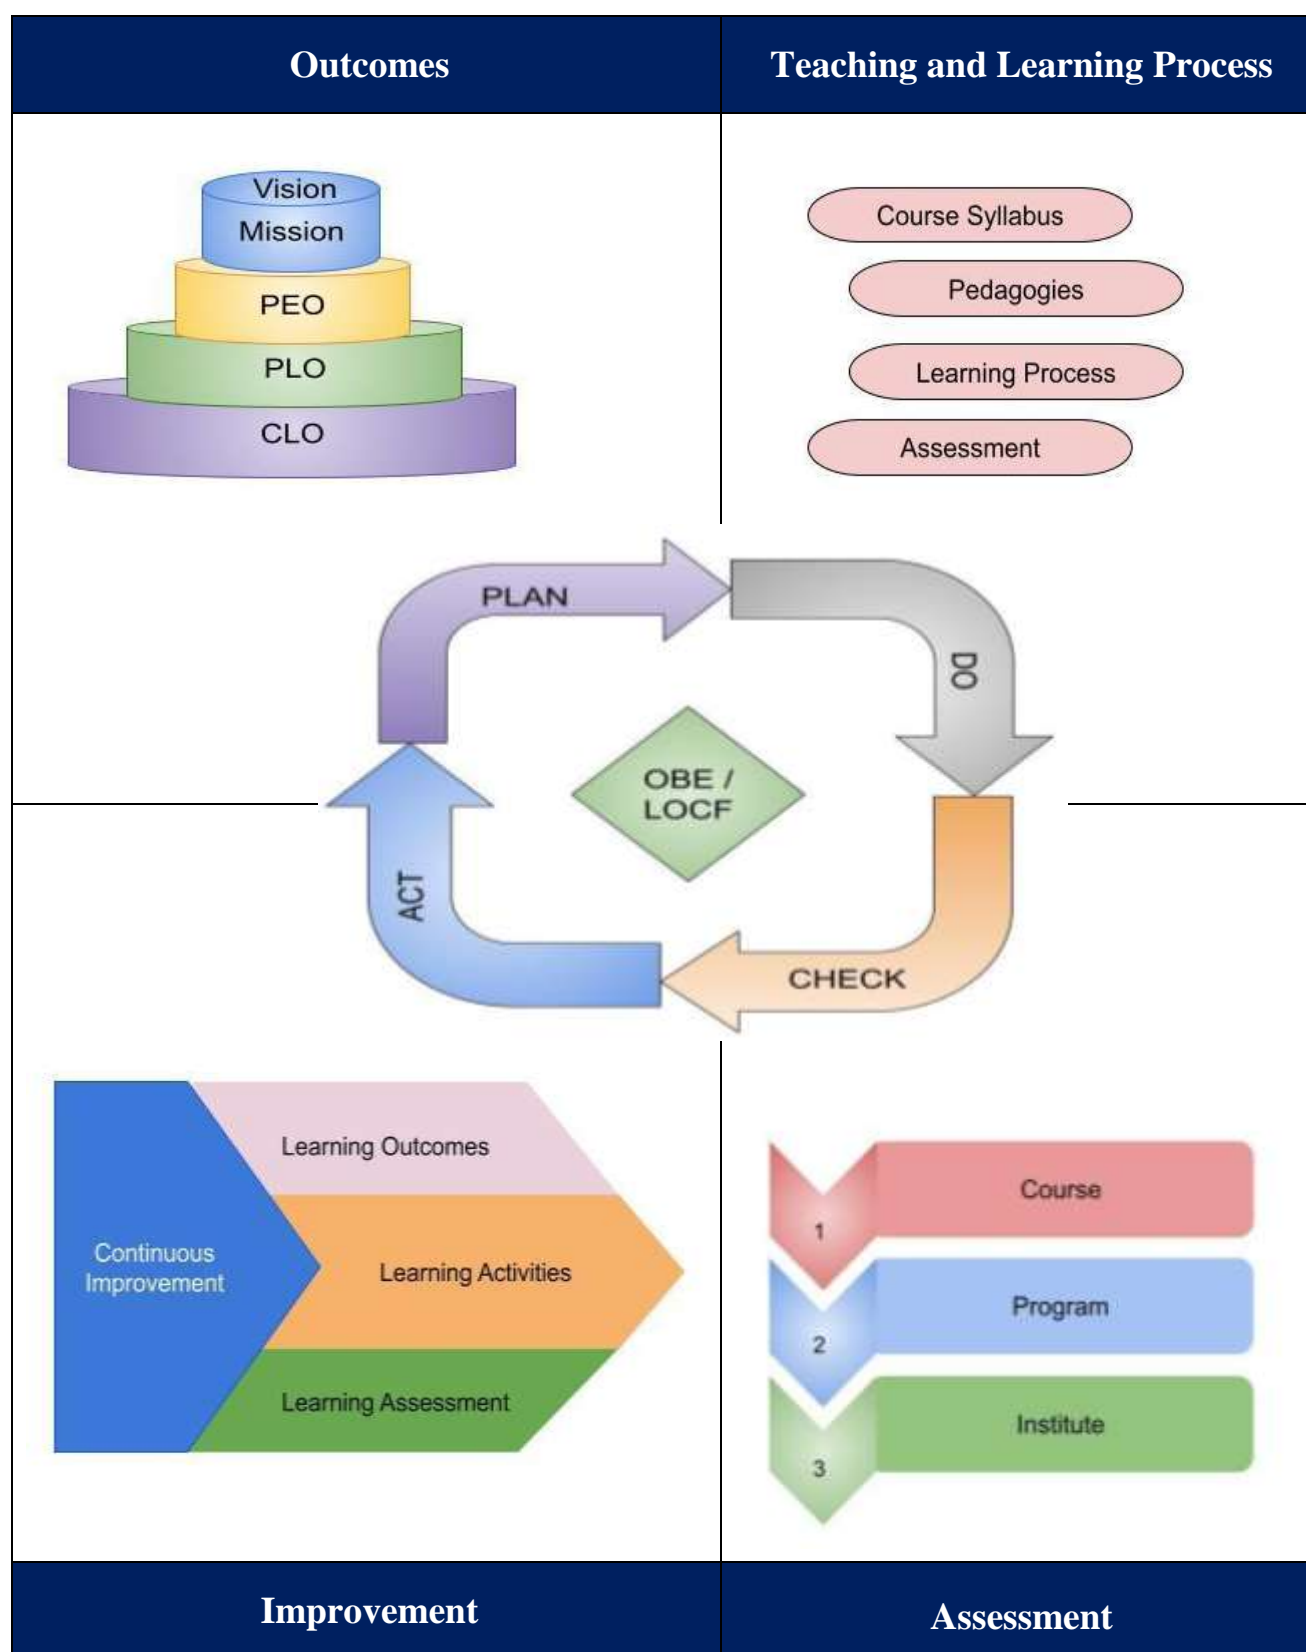 Outcomes
Teaching and Learning Process
Vision
Mission
PEO
PLO
CLO
Course Syllabus
Pedagogies
Learning Process
Assessment
PLAN
DO
OBE /
LOCF
ACT
CHECK
Continuous
Improvement
Learning Outcomes
Learning Activities
Learning Assessment
1
Course
2
Program
3
Institute
Improvement
Assessment